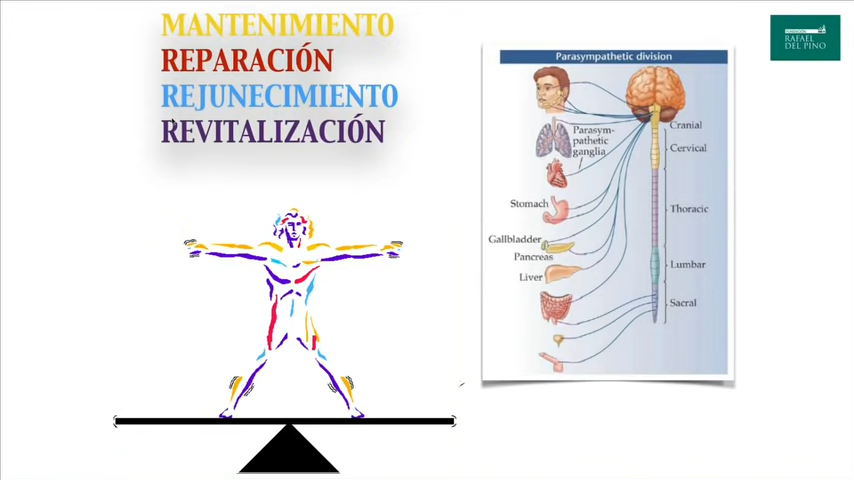 MANTENIMIENTO
REPARACIÓN
REJUNECIMIENTO
REVITALIZACIÓN
Parasympathetic division
Parasym-
pathetic
ganglia
Stomach
Gallbladder
Pancreas
Liver
Cranial
Cervical
Thoracic
Lumbar
Sacral
FUNDACIÓN
RAFAEL
DEL PINO